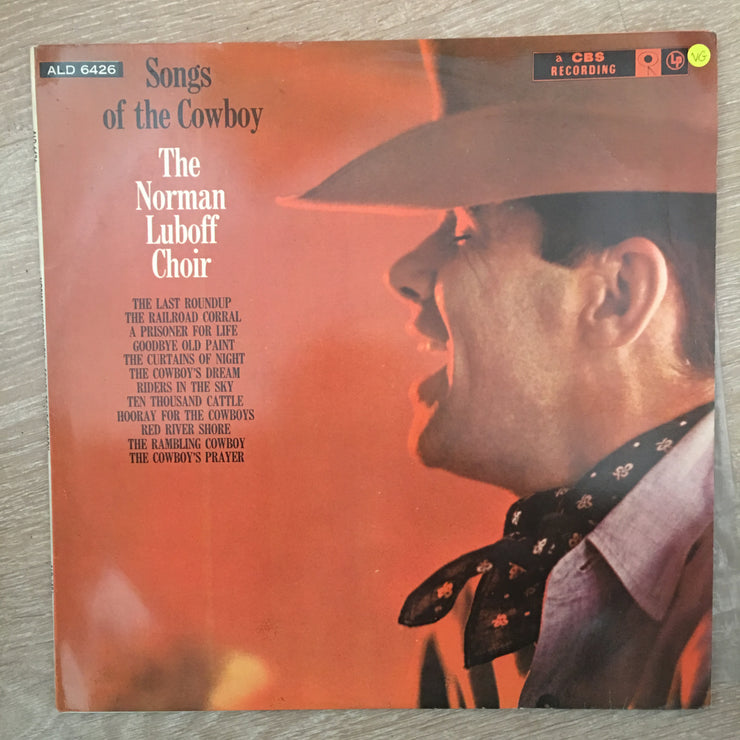 ALD 6426
Songs
of the Cowboy
The
Norman
Luboff
Choir
THE LAST ROUNDUP
THE RAILROAD CORRAL
A PRISONER FOR LIFE
GOODBYE OLD PAINT
THE CURTAINS OF NIGHT
THE COWBOY'S DREAM
RIDERS IN THE SKY
TEN THOUSAND CATTLE
HOORAY FOR THE COWBOYS
RED RIVER SHORE
THE RAMBLING COWBOY
THE COWBOY'S PRAYER
a CBS
RECORDING
LP
VG